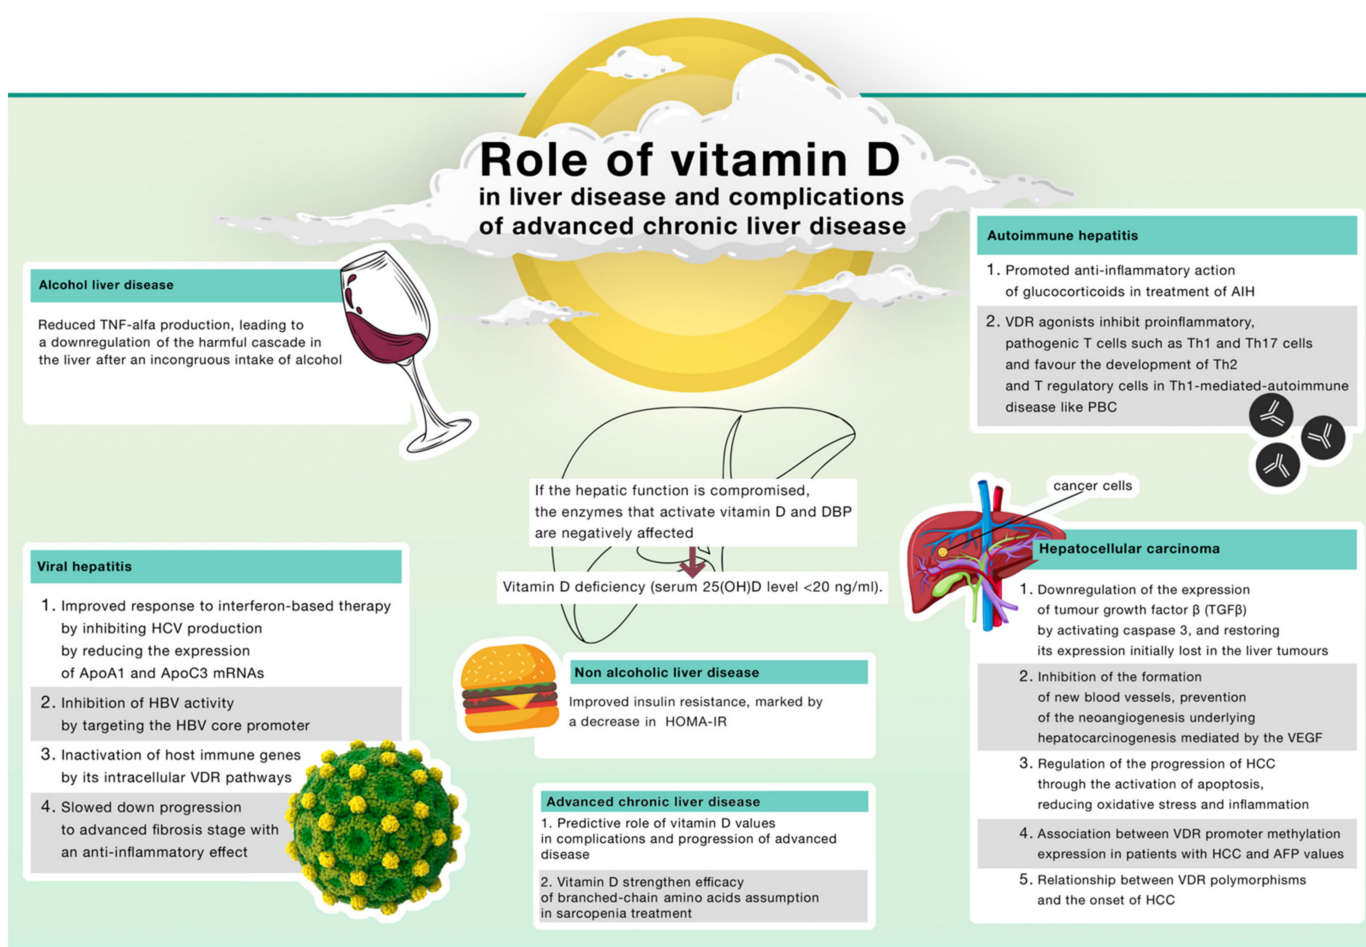 Role of vitamin D
in liver disease and complications
of advanced chronic liver disease
Alcohol liver disease
Reduced TNF-alfa production, leading to
a downregulation of the harmful cascade in
the liver after an incongruous intake of alcohol
Autoimmune hepatitis
1. Promoted anti-inflammatory action
of glucocorticoids in treatment of AIH
2. VDR agonists inhibit proinflammatory,
pathogenic T cells such as Th1 and Th17 cells
and favour the development of Th2
and T regulatory cells in Th1-mediated-autoimmune
disease like PBC
If the hepatic function is compromised,
the enzymes that activate vitamin D and DBP
are negatively affected
Vitamin D deficiency (serum 25(OH)D level <20 ng/ml).
Viral hepatitis
1. Improved response to interferon-based therapy
by inhibiting HCV production
by reducing the expression
of ApoA1 and ApoC3 mRNAs
2. Inhibition of HBV activity
by targeting the HBV core promoter
3. Inactivation of host immune genes
by its intracellular VDR pathways
4. Slowed down progression
to advanced fibrosis stage with
an anti-inflammatory effect
Non alcoholic liver disease
Improved insulin resistance, marked by
a decrease in HOMA-IR
Advanced chronic liver disease
1. Predictive role of vitamin D values
in complications and progression of advanced
disease
2. Vitamin D strengthen efficacy
of branched-chain amino acids assumption
in sarcopenia treatment
cancer cells
Hepatocellular carcinoma
1. Downregulation of the expression
of tumour growth factor β (TGFβ)
by activating caspase 3, and restoring
its expression initially lost in the liver tumours
2. Inhibition of the formation
of new blood vessels, prevention
of the neoangiogenesis underlying
hepatocarcinogenesis mediated by the VEGF
3. Regulation of the progression of HCC
through the activation of apoptosis,
reducing oxidative stress and inflammation
4. Association between VDR promoter methylation
expression in patients with HCC and AFP values
5. Relationship between VDR polymorphisms
and the onset of HCC